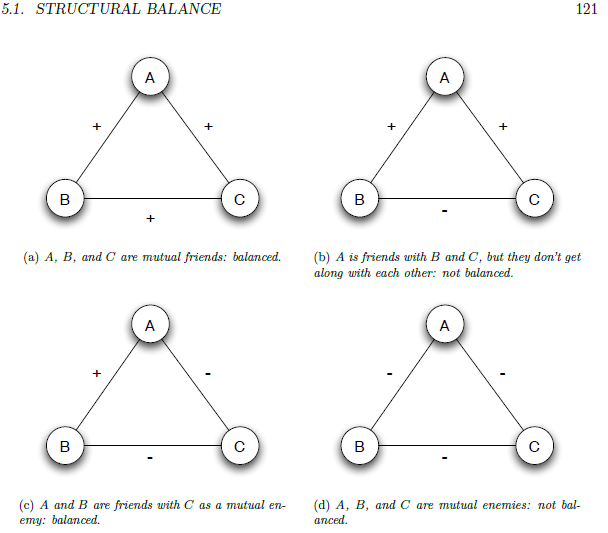 5.1. STRUCTURAL BALANCE 121
A
A
+ +
+ +
B C
B C
+
-
(a) A, B, and C are mutual friends: balanced.
(b) A is friends with B and C, but they don't get
along with each other: not balanced.
A
A
+ -
- -
B C
B C
-
-
(c) A and B are friends with C as a mutual en-
emy: balanced.
(d) A, B, and C are mutual enemies: not bal-
anced.